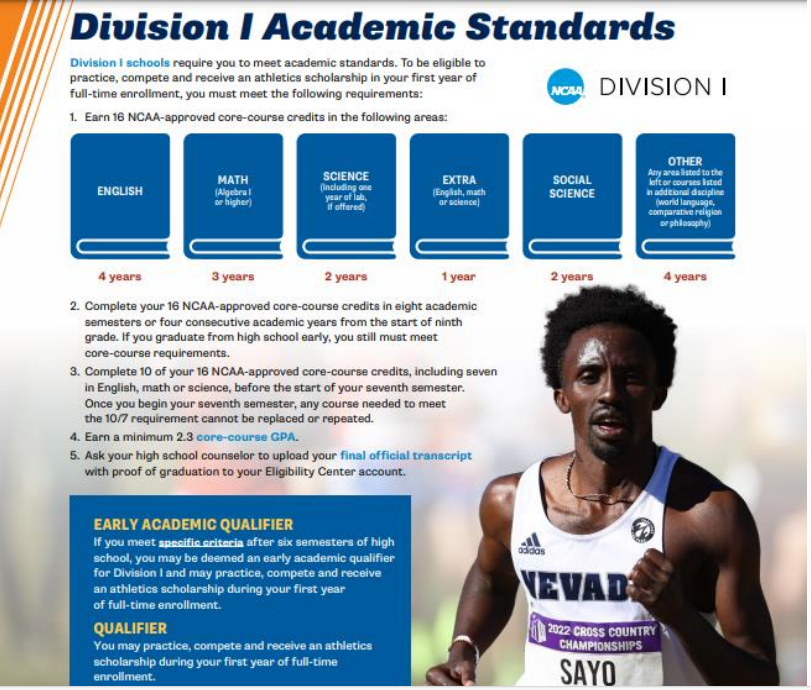 Division I Academic Standards
Division I schools require you to meet academic standards. To be eligible to
practice, compete and receive an athletics scholarship in your first year of
full-time enrollment, you must meet the following requirements:
NCAA DIVISION I
1. Earn 16 NCAA-approved core-course credits in the following areas:
ENGLISH
4 years
MATH
(Algebra I
or higher)
3 years
SCIENCE
(Including one
year of lab,
if offered)
2 years
EXTRA
(English, math
or science)
1 year
SOCIAL
SCIENCE
2 years
OTHER
Any area listed to the
left or courses listed
in additional discipline
(world language,
comparative religion
or philosophy)
4 years
2. Complete your 16 NCAA-approved core-course credits in eight academic
semesters or four consecutive academic years from the start of ninth
grade. If you graduate from high school early, you still must meet
core-course requirements.
3. Complete 10 of your 16 NCAA-approved core-course credits, including seven
in English, math or science, before the start of your seventh semester.
Once you begin your seventh semester, any course needed to meet
the 10/7 requirement cannot be replaced or repeated.
4. Earn a minimum 2.3 core-course GPA.
5. Ask your high school counselor to upload your final official transcript
with proof of graduation to your Eligibility Center account.
EARLY ACADEMIC QUALIFIER
If you meet specific criteria after six semesters of high
school, you may be deemed an early academic qualifier
for Division I and may practice, compete and receive
an athletics scholarship during your first year
of full-time enrollment.
QUALIFIER
You may practice, compete and receive an athletics
scholarship during your first year of full-time
enrollment.
adidas
NEVAD
2022 CROSS COUNTRY
CHAMPIONSHIPS
SAYO